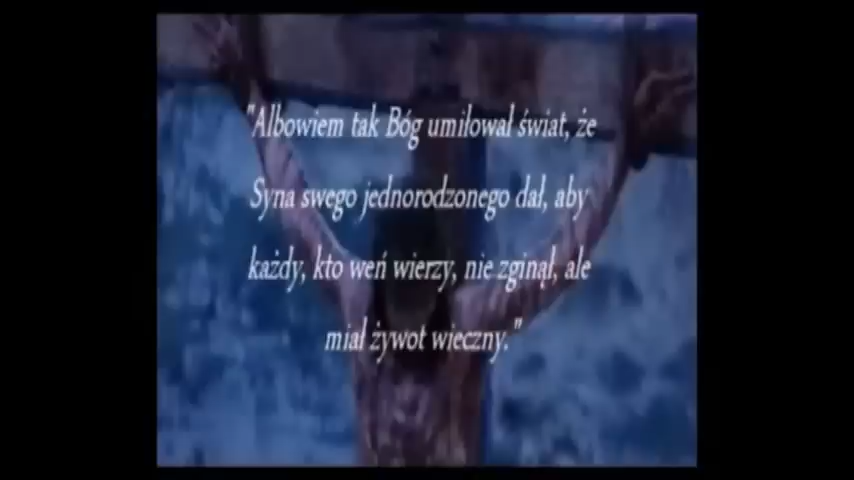 "Albowiem tak Bóg umiłował świat, że
Syna swego jednorodzonego dał, aby
każdy, kto weń wierzy, nie zginął, ale
miał żywot wieczny."